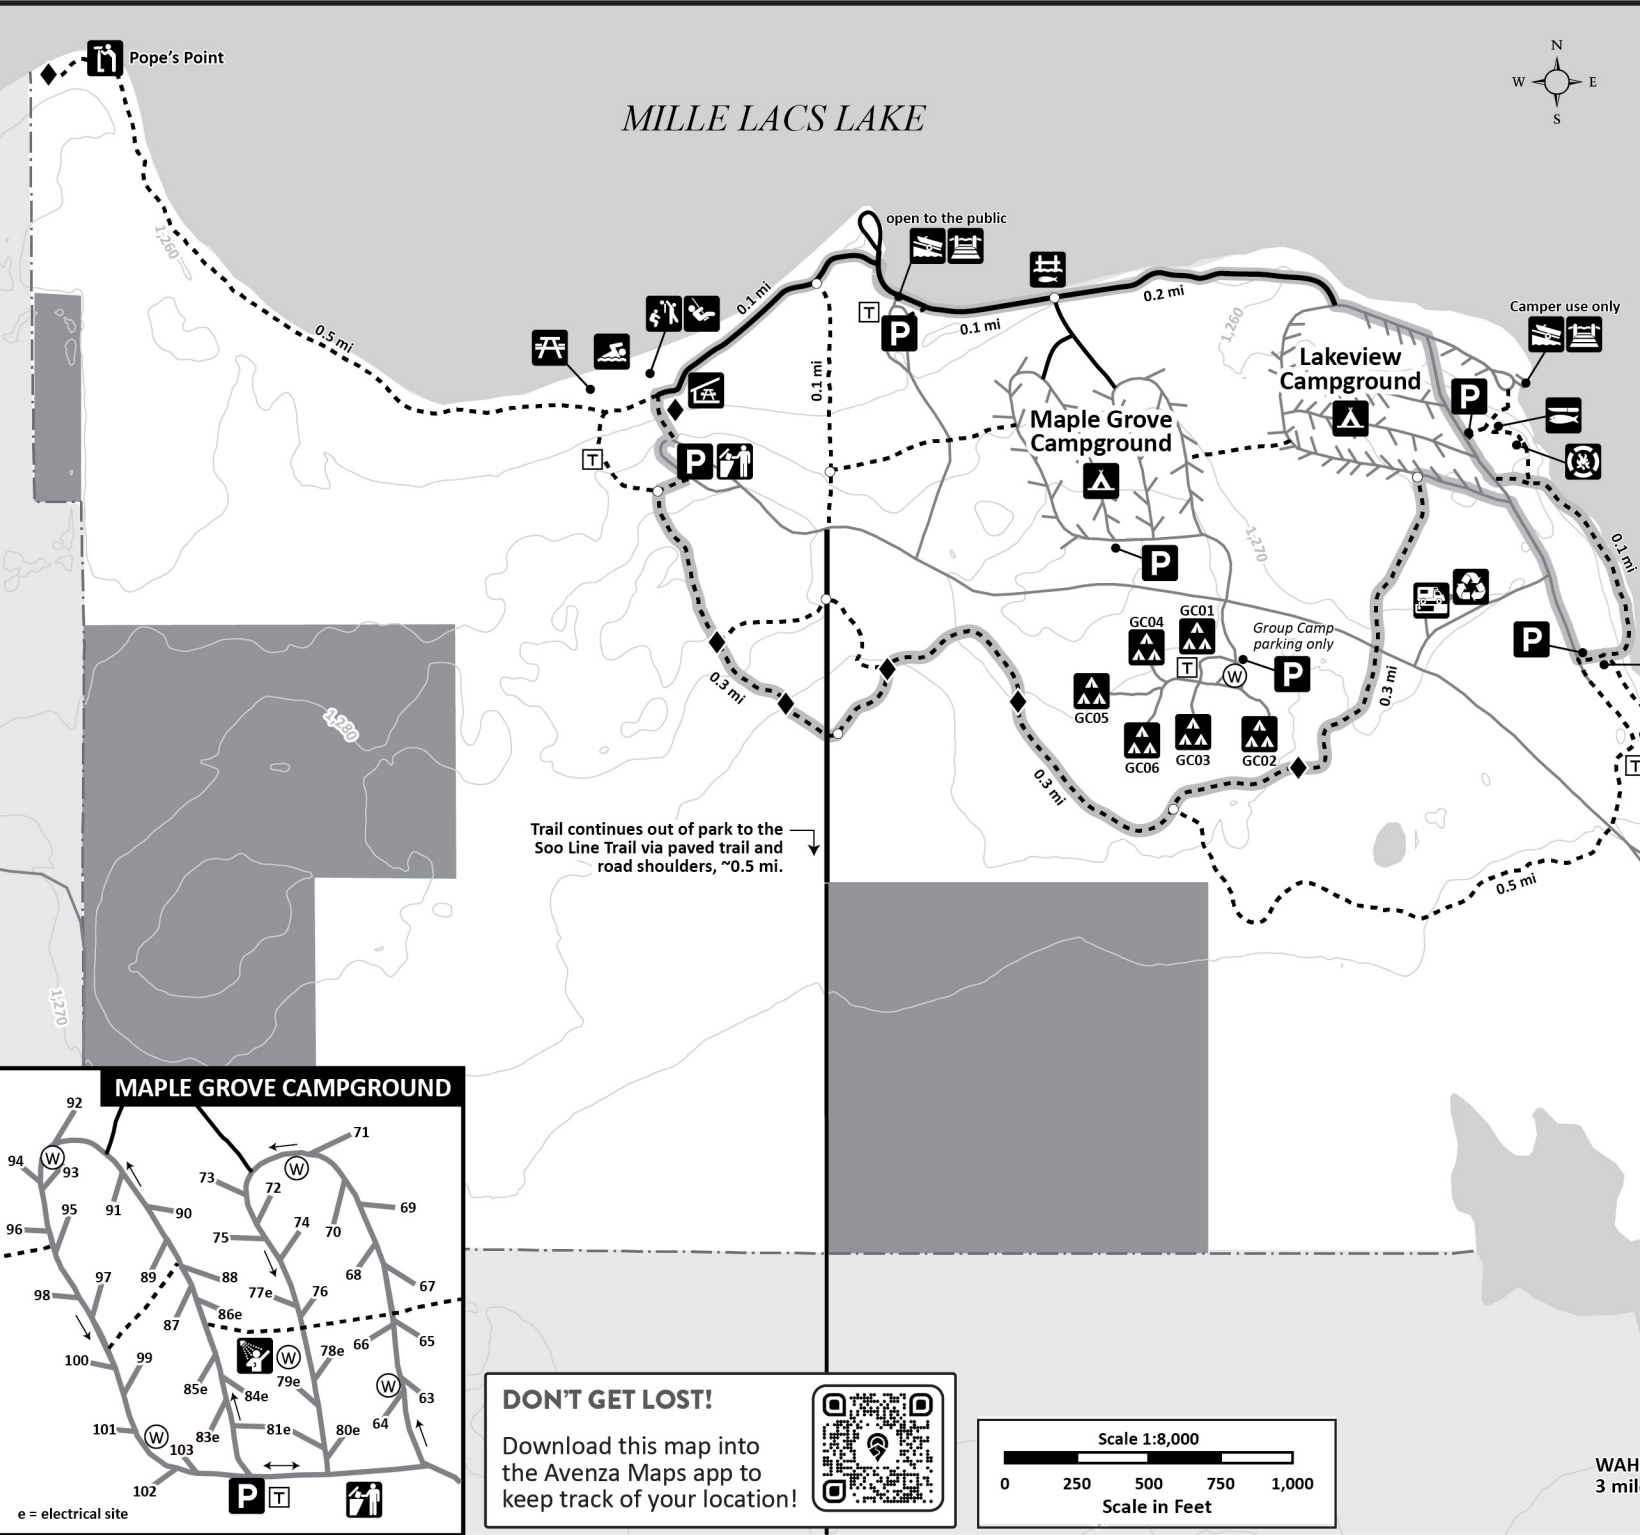 Pope's Point
N
W E
S
MILLE LACS LAKE
1,260
open to the public
0.1 mi
0.2 mi
1,260
Camper use only
T
P
0.1 mi
0.5 mi
Lakeview
Campground
P
0.1 mi
Maple Grove
Campground
T
P
1,270
0.1 mi
P
GC04
GC01
Group Camp
parking only
P
T
W
P
GC05
0.3 mi
0.3 mi
1,280
GC06
GC03
GC02
T
0.3 mi
Trail continues out of park to the
Soo Line Trail via paved trail and
road shoulders, ~0.5 mi.
0.5 mi
1,270
MAPLE GROVE CAMPGROUND
92
71
94
W
93
W
73
72
95
91
90
69
96
74
70
75
97
89
88
68
98
77e
76
67
86e
87
66
65
100
99
W
78e
85e
84e
79e
W
63
64
101
W
83e
81e
80e
103
102
P
T
e = electrical site
DON'T GET LOST!
Download this map into
the Avenza Maps app to
keep track of your location!
Scale 1:8,000
0 250 500 750 1,000
Scale in Feet
WAH
3 mil